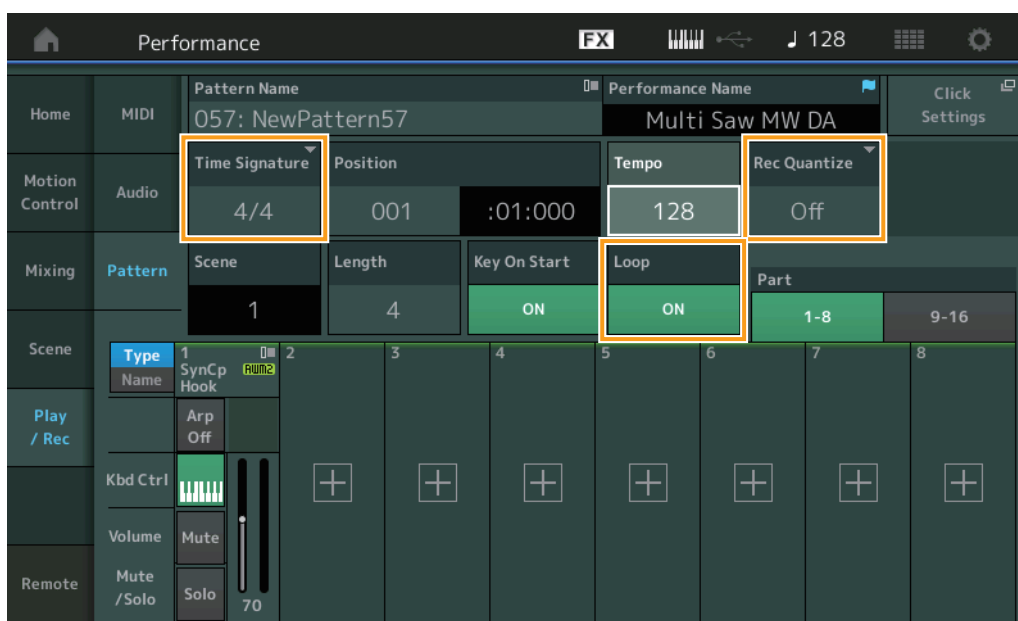 Performance
FX
♩ 128
Home
Motion
Control
Mixing
Scene
Play
/ Rec
Remote
MIDI
Audio
Pattern
Pattern Name
057: NewPattern57
Performance Name
Multi Saw MW DA
Click
Settings
Time Signature
4/4
Position
001 :01:000
Tempo
128
Rec Quantize
Off
Scene
1
Length
4
Key On Start
ON
Loop
ON
Part
1-8 9-16
Type
Name
1
SynCp AWM2
Hook
2 3 4 5 6 7 8
Arp
Off
Kbd Ctrl
Volume
Mute
Mute
/Solo
Solo
70